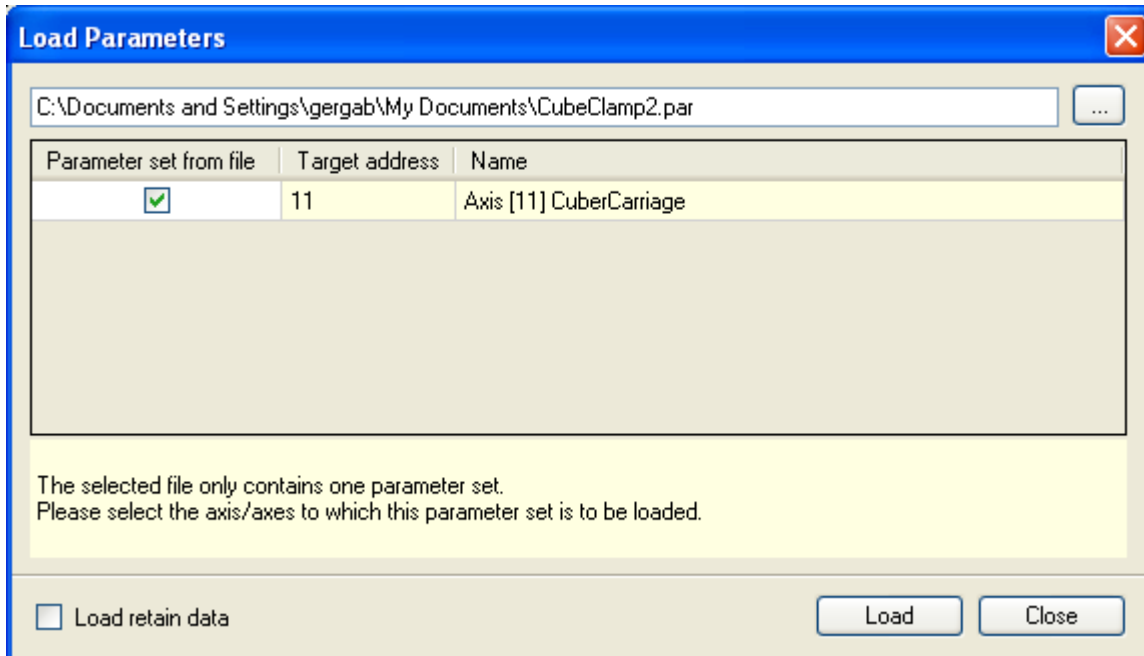 Load Parameters
C:\Documents and Settings\gergab\My Documents\CubeClamp2.par
...
Parameter set from file Target address Name
11 Axis [11] CuberCarriage
The selected file only contains one parameter set.
Please select the axis/axes to which this parameter set is to be loaded.
Load retain data Load Close